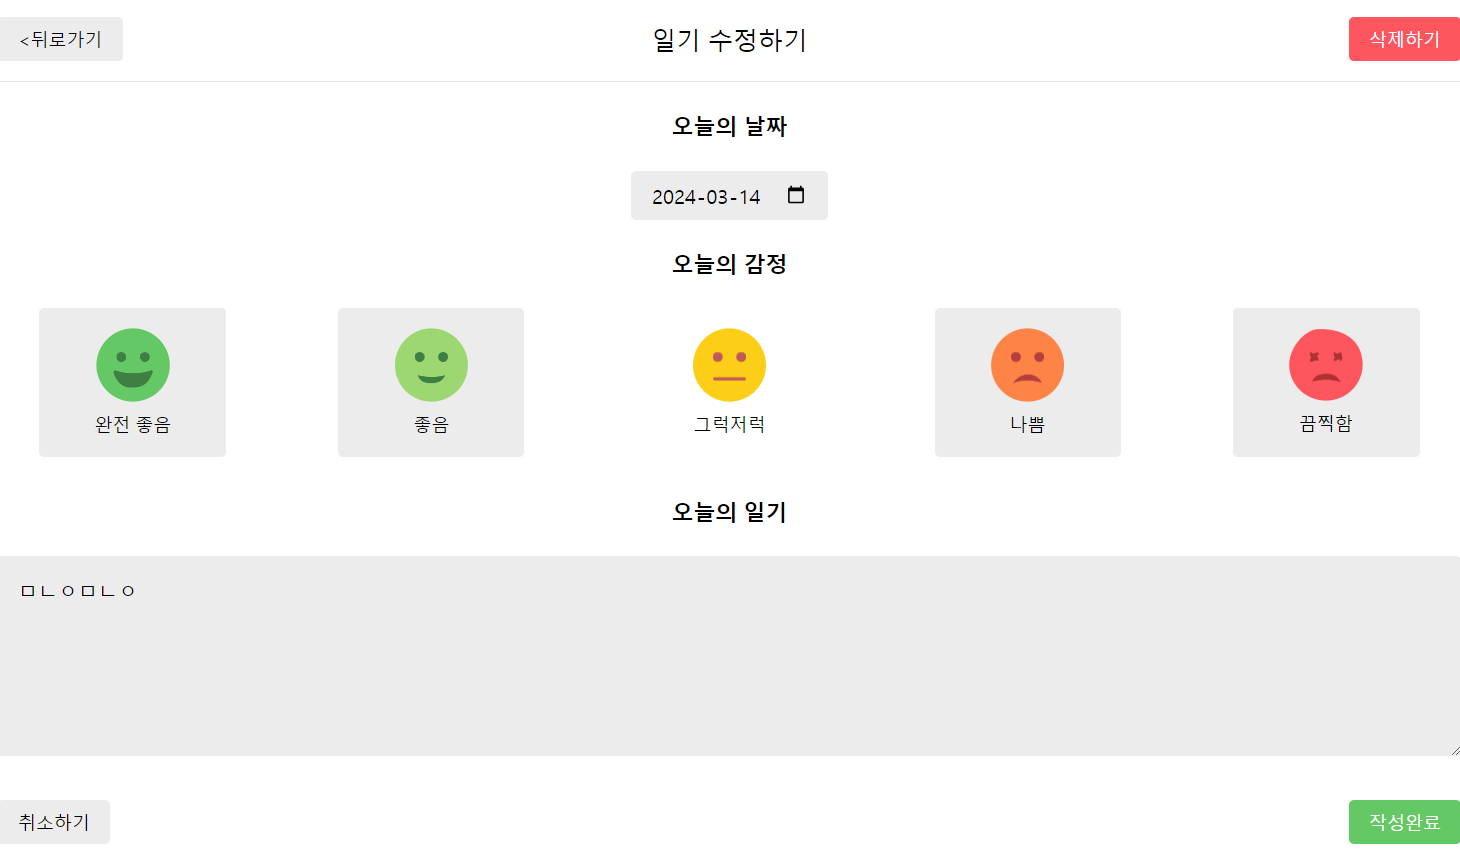 <뒤로가기
일기 수정하기
삭제하기
오늘의 날짜
2024-03-14
오늘의 감정
완전 좋음
좋음
그럭저럭
나쁨
끔찍함
오늘의 일기
ㅁㄴㅇㅁㄴㅇ
취소하기
작성완료